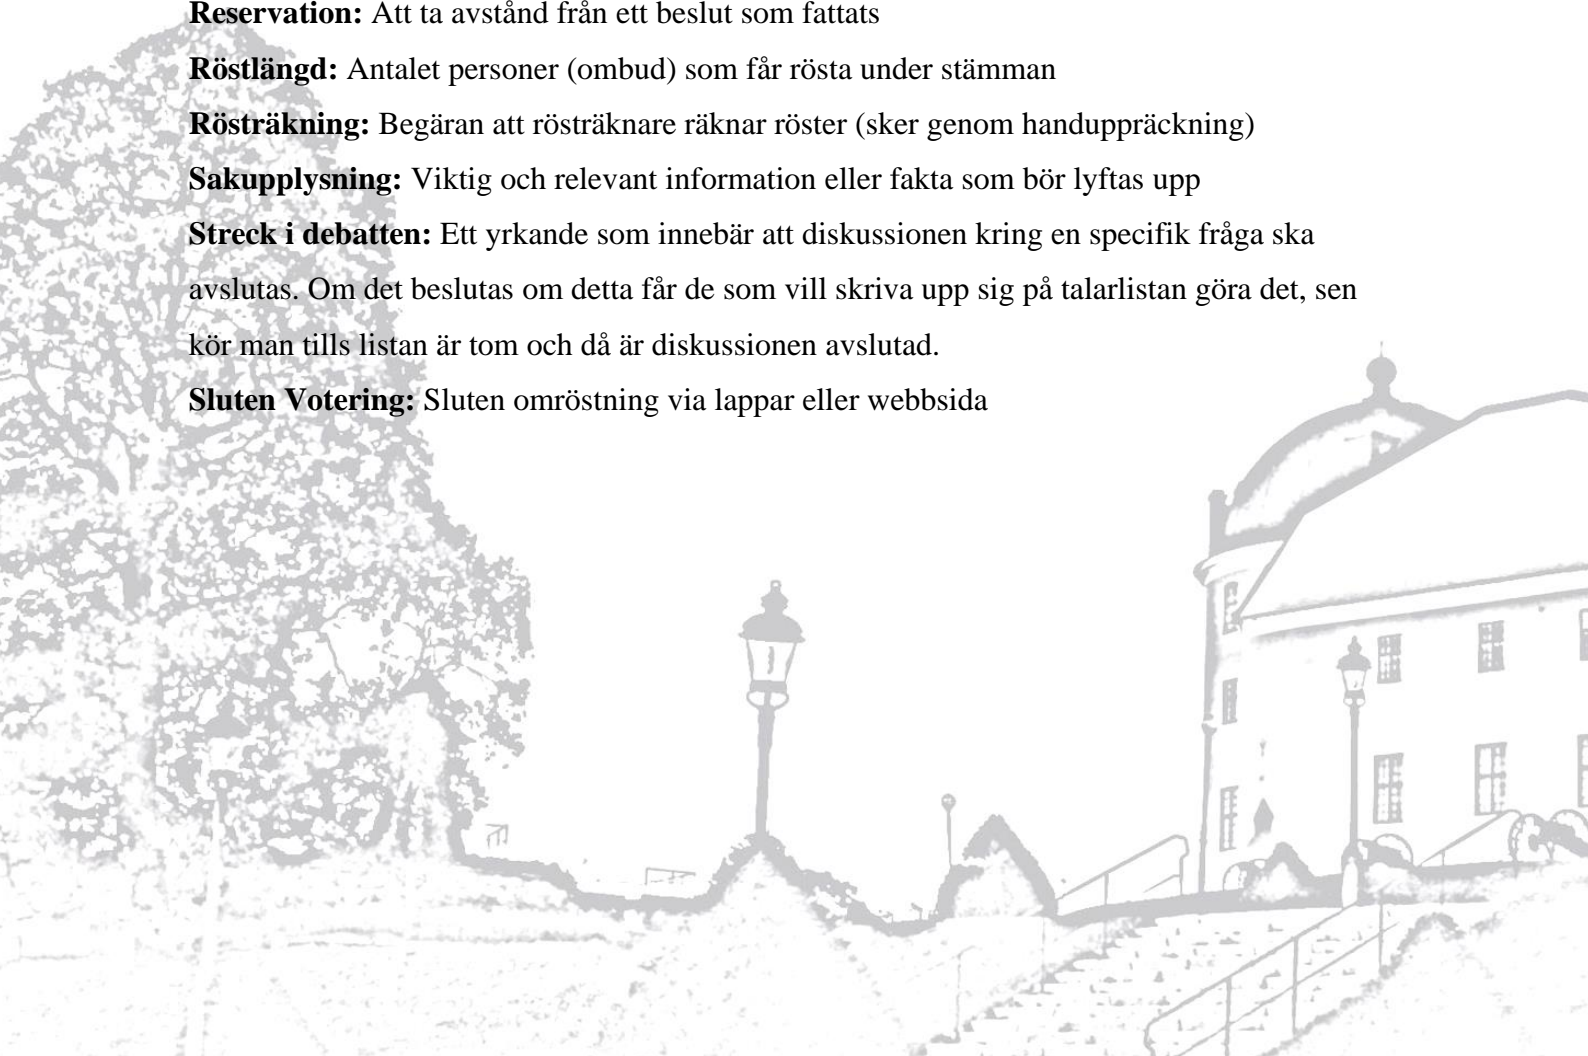 Reservation: Att ta avstånd från ett beslut som fattats
Röstlängd: Antalet personer (ombud) som får rösta under stämman
Rösträkning: Begäran att rösträknare räknar röster (sker genom handuppräckning)
Sakupplysning: Viktig och relevant information eller fakta som bör lyftas upp
Streck i debatten: Ett yrkande som innebär att diskussionen kring en specifik fråga ska
avslutas. Om det beslutas om detta får de som vill skriva upp sig på talarlistan göra det, sen
kör man tills listan är tom och då är diskussionen avslutad.
Sluten Votering: Sluten omröstning via lappar eller webbsida